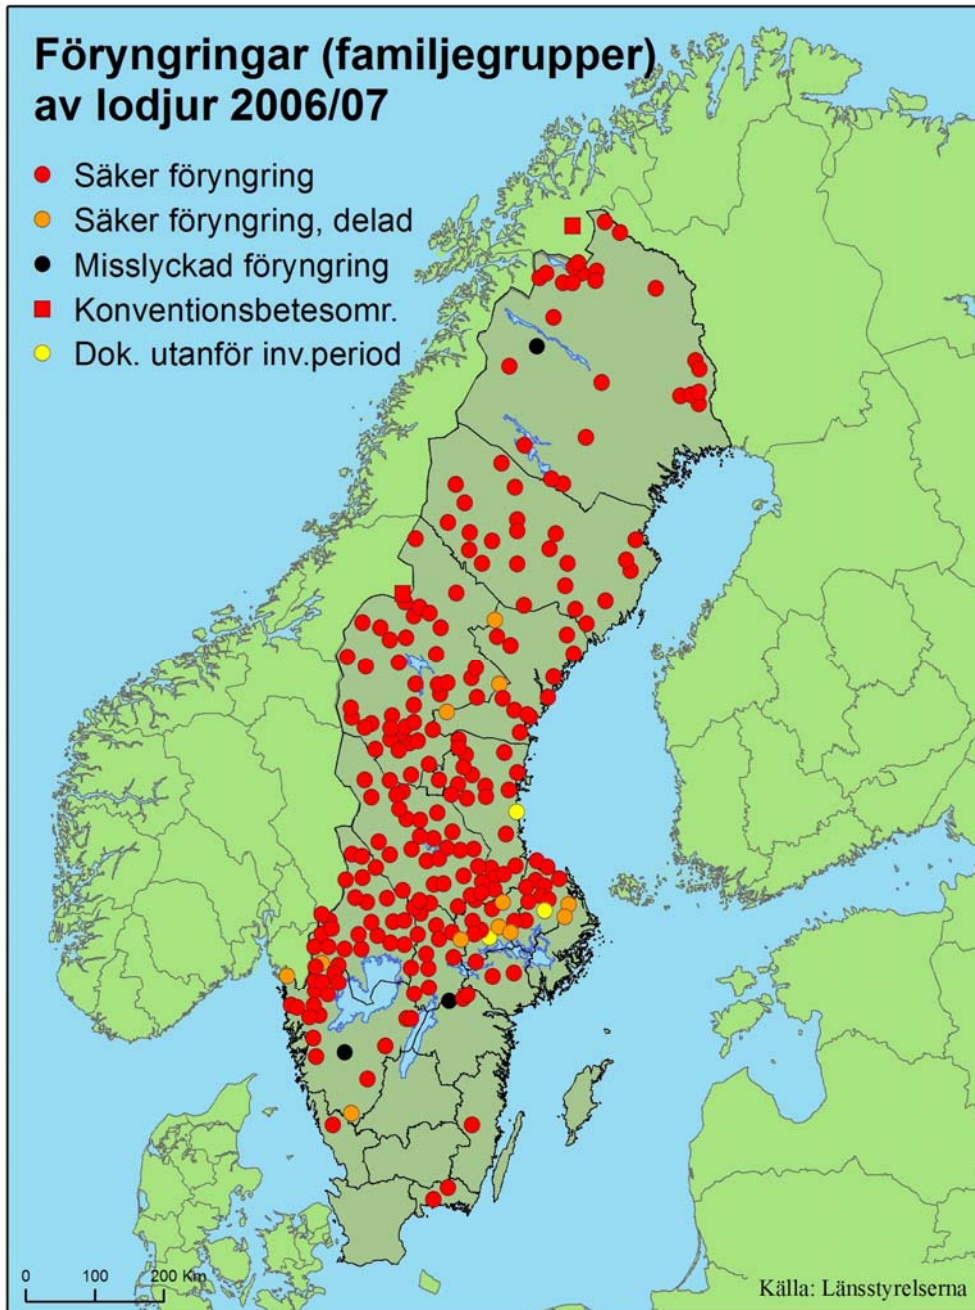 Föryngringar (familjegrupper)
av lodjur 2006/07
Säker föryngring
Säker föryngring, delad
Misslyckad föryngring
Konventionsbetesomr.
Dok. utanför inv.period
0 100 200 Km
Källa: Länsstyrelserna